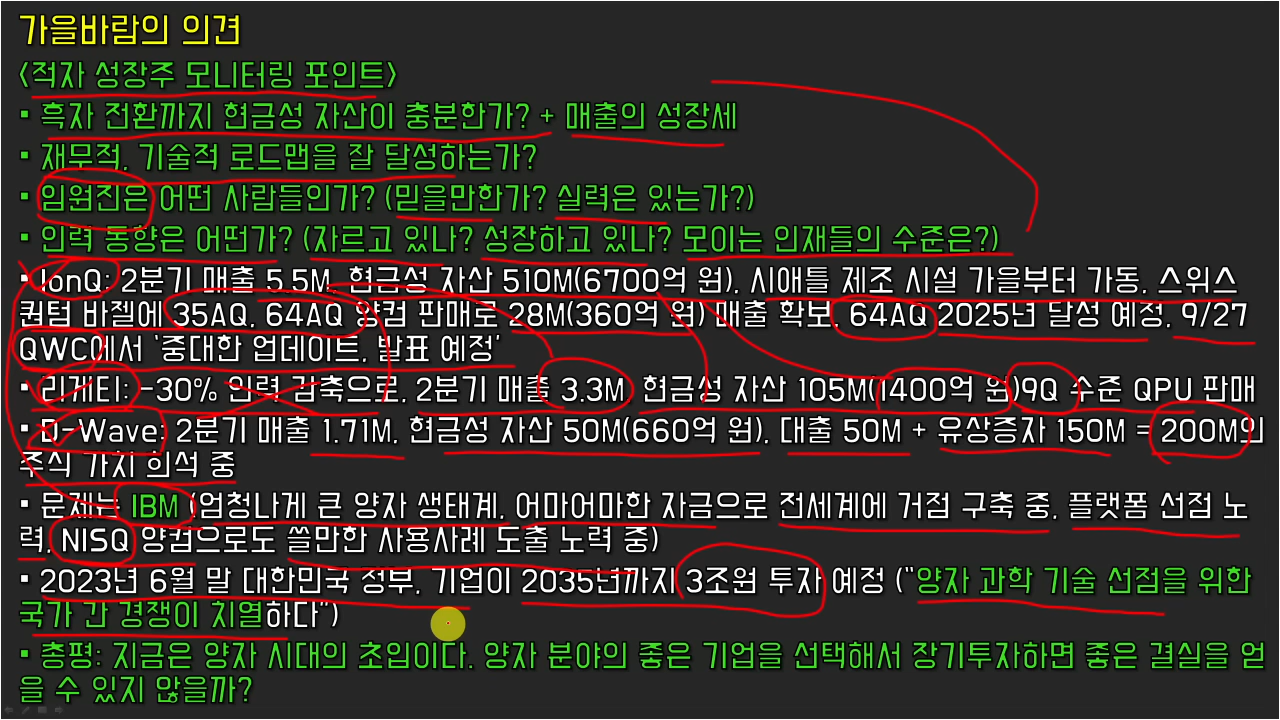 가을바람의 의견
<적자 성장주 모니터링 포인트>
▪ 흑자 전환까지 현금성 자산이 충분한가? + 매출의 성장세
▪ 재무적, 기술적 로드맵을 잘 달성하는가?
▪ 임원진은 어떤 사람들인가? (믿을만한가? 실력은 있는가?)
▪ 인력 동향은 어떤가? (자르고 있나? 성장하고 있나? 모이는 인재들의 수준은?)
▪ IonQ: 2분기 매출 5.5M, 현금성 자산 510M(6700억 원), 시애틀 제조 시설 가을부터 가동, 스위스
퀀텀 바젤에 35AQ, 64AQ 양컴 판매로 28M(360억 원) 매출 확보, 64AQ 2025년 달성 예정, 9/27
QWC에서 '중대한 업데이트, 발표 예정'
▪ 리게티: -30% 인력 감축으로, 2분기 매출 3.3M, 현금성 자산 105M(1400억 원)9Q 수준 QPU 판매
▪ D-Wave: 2분기 매출 1.71M, 현금성 자산 50M(660억 원), 대출 50M + 유상증자 150M = 200M의
주식 가치 희석 중
▪ 문제는 IBM (엄청나게 큰 양자 생태계, 어마어마한 자금으로 전세계에 거점 구축 중, 플랫폼 선점 노
력, NISQ 양컴으로도 쓸만한 사용사례 도출 노력 중)
▪ 2023년 6월 말 대한민국 정부, 기업이 2035년까지 3조원 투자 예정 ("양자 과학 기술 선점을 위한
국가 간 경쟁이 치열하다")
▪ 총평: 지금은 양자 시대의 초입이다. 양자 분야의 좋은 기업을 선택해서 장기투자하면 좋은 결실을 얻
을 수 있지 않을까?